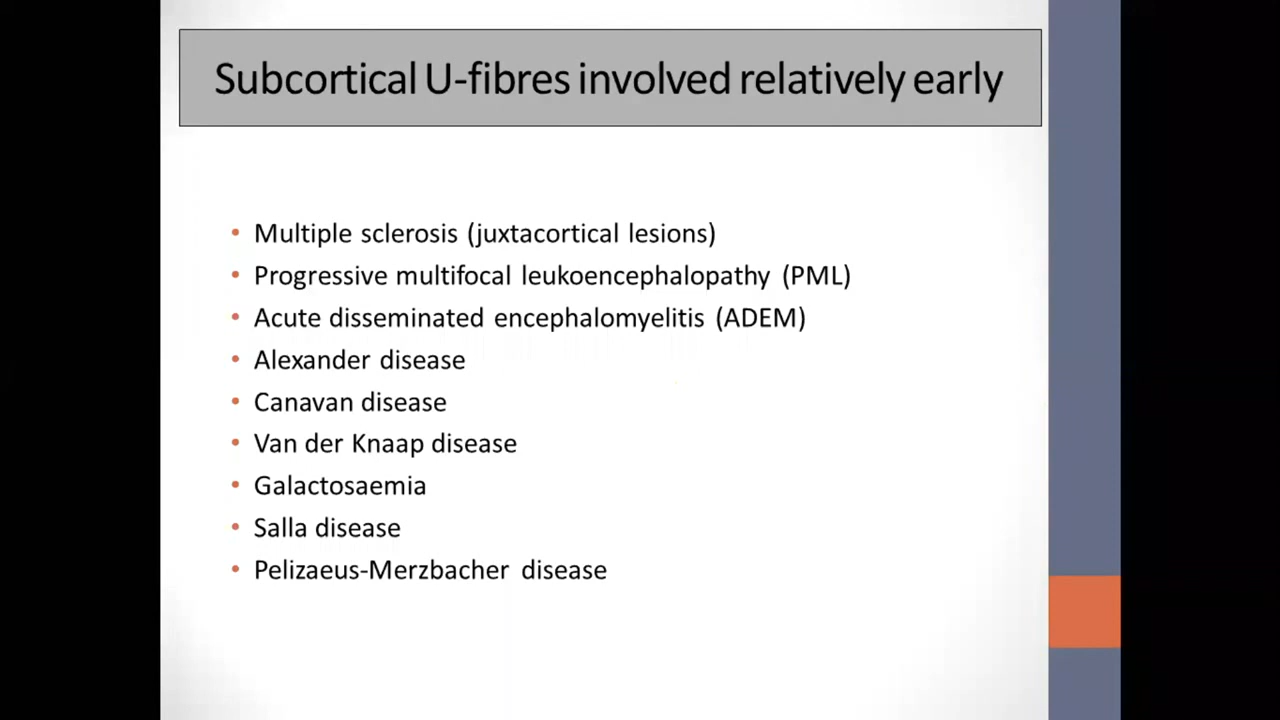 Subcortical U-fibres involved relatively early
• Multiple sclerosis (juxtacortical lesions)
• Progressive multifocal leukoencephalopathy (PML)
• Acute disseminated encephalomyelitis (ADEM)
• Alexander disease
• Canavan disease
• Van der Knaap disease
• Galactosaemia
• Salla disease
• Pelizaeus-Merzbacher disease